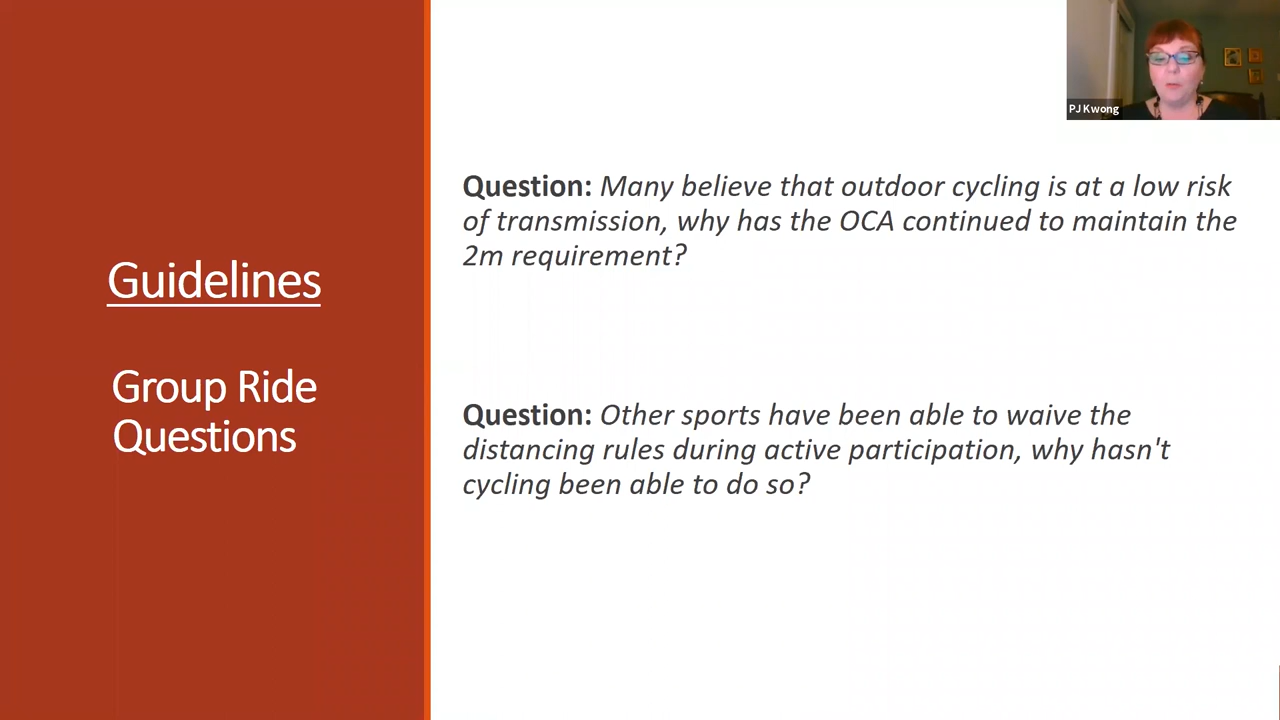 Guidelines
Group Ride
Questions
PJ Kwong
Question: Many believe that outdoor cycling is at a low risk
of transmission, why has the OCA continued to maintain the
2m requirement?
Question: Other sports have been able to waive the
distancing rules during active participation, why hasn't
cycling been able to do so?